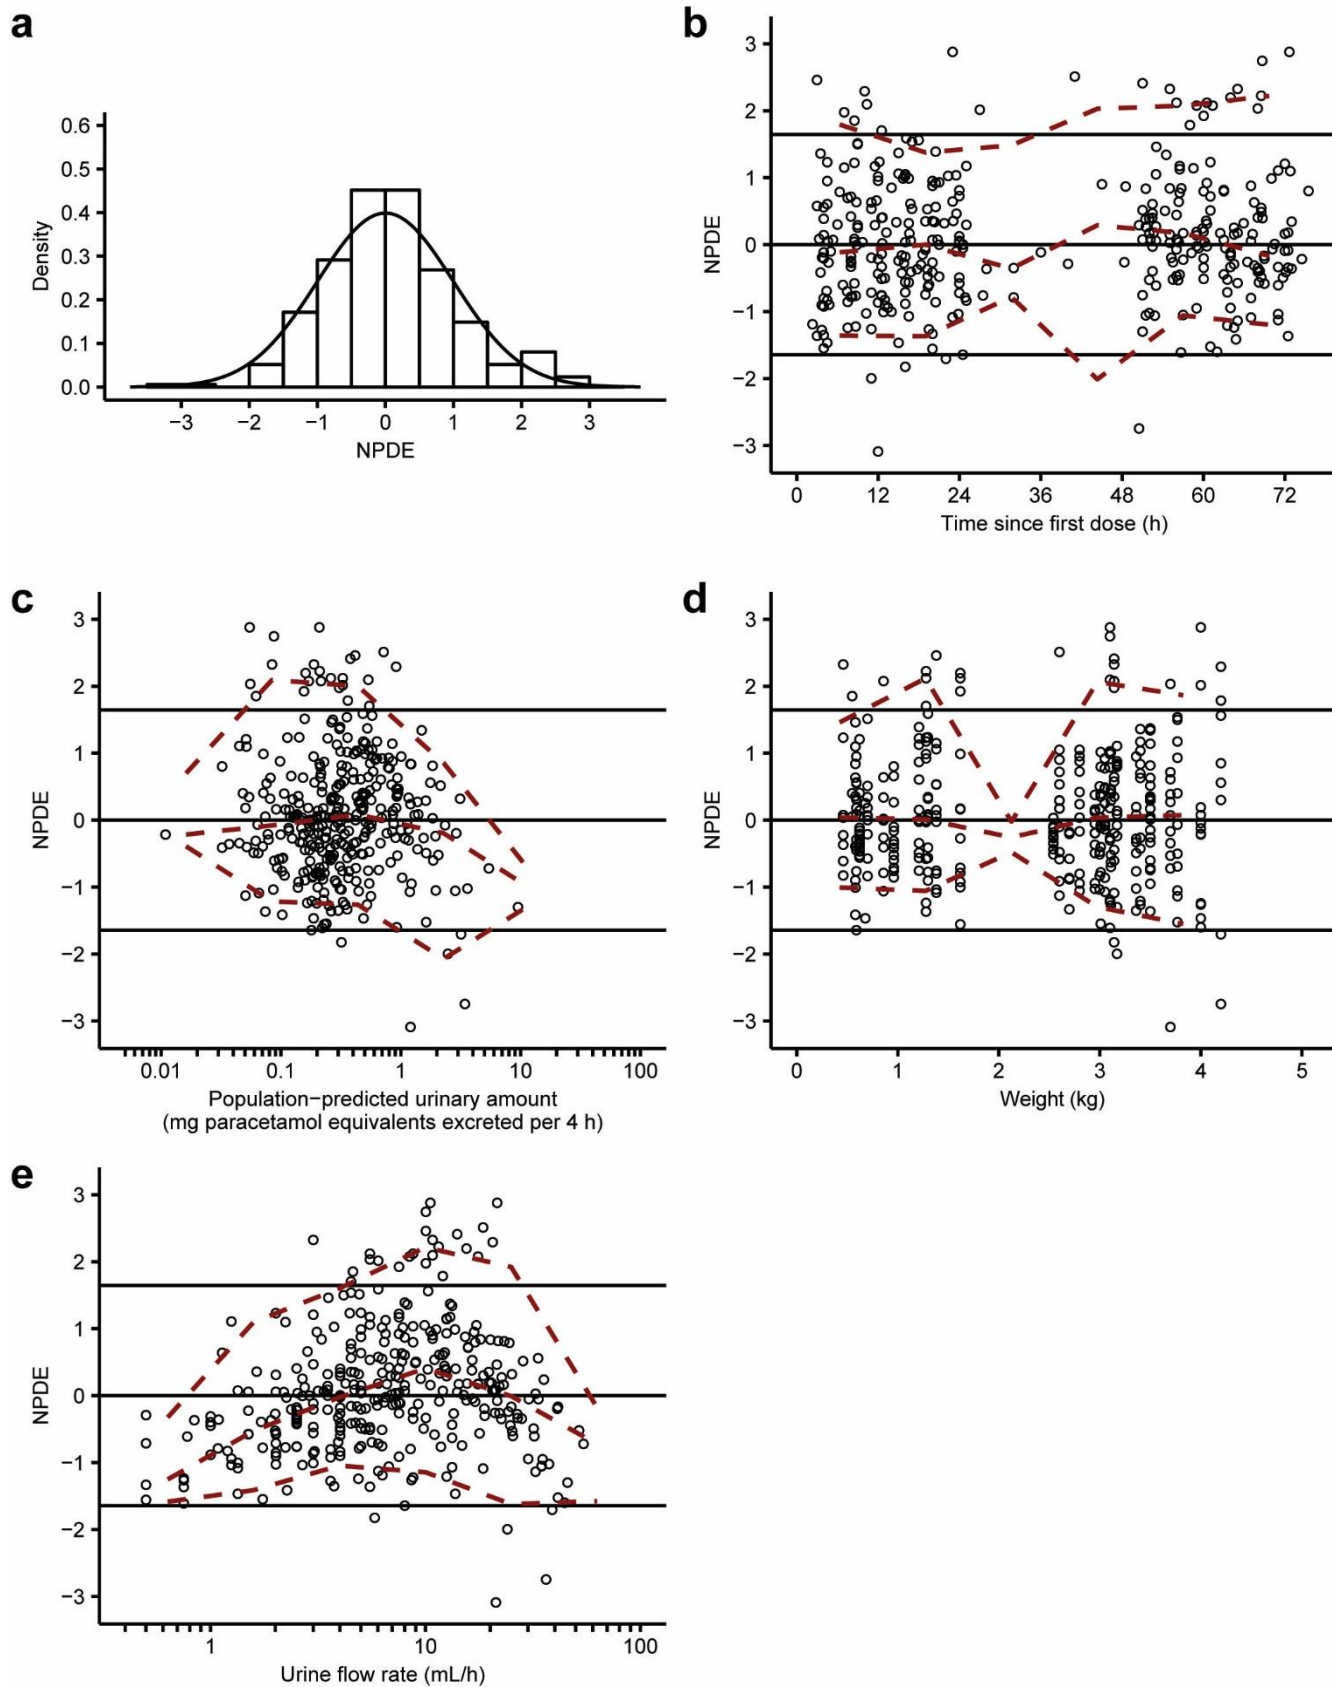 a
0.6
0.5
0.4
0.3
0.2
0.1
0.0
Density
−3 −2 −1 0 1 2 3
NPDE
b
3
2
1
0
−1
−2
−3
NPDE
0 12 24 36 48 60 72
Time since first dose (h)
c
3
2
1
0
−1
−2
−3
NPDE
0.01 0.1 1 10 100
Population−predicted urinary amount
(mg paracetamol equivalents excreted per 4 h)
d
3
2
1
0
−1
−2
−3
NPDE
0 1 2 3 4 5
Weight (kg)
e
3
2
1
0
−1
−2
−3
NPDE
1 10 100
Urine flow rate (mL/h)